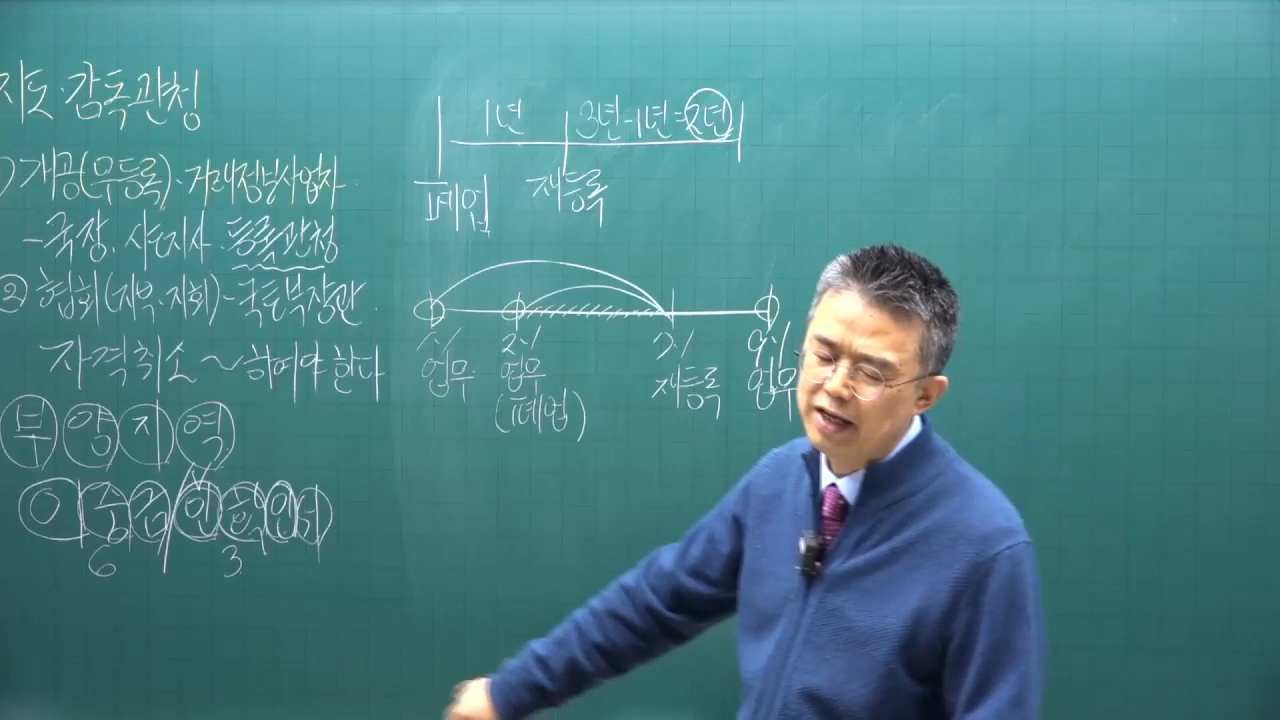 지도·감독관청
1) 개공(무등록)·거래정보사업자
- 국장, 시·도지사, 등록관청
② 협회(지부·지회) - 국토부장관
자격취소 ~ 하여야 한다
부 양 지 역
이
6 3
1년 3년-1년=2년
폐업 재등록
업무 업무 재등록 업무
(폐업)